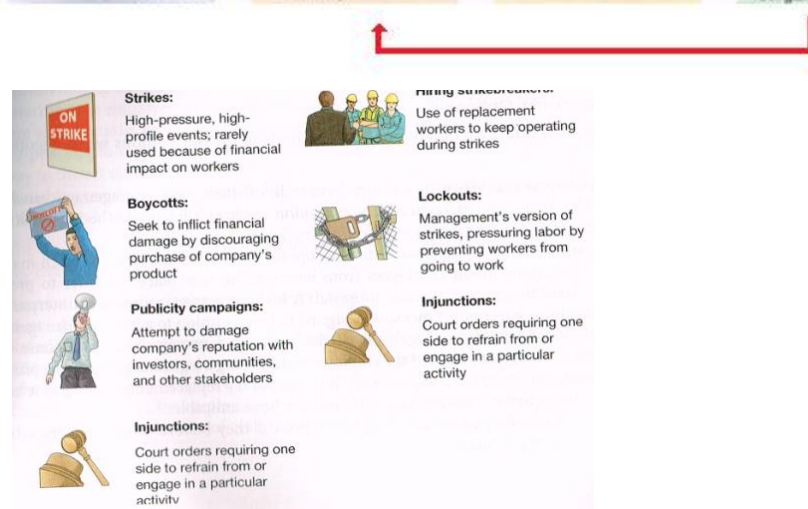 ON
STRIKE
Strikes:
High-pressure, high-
profile events; rarely
used because of financial
impact on workers
Boycotts:
Seek to inflict financial
damage by discouraging
purchase of company's
product
Publicity campaigns:
Attempt to damage
company's reputation with
investors, communities,
and other stakeholders
Injunctions:
Court orders requiring one
side to refrain from or
engage in a particular
activity
Hiring strikebreakers:
Use of replacement
workers to keep operating
during strikes
Lockouts:
Management's version of
strikes, pressuring labor by
preventing workers from
going to work
Injunctions:
Court orders requiring one
side to refrain from or
engage in a particular
activity